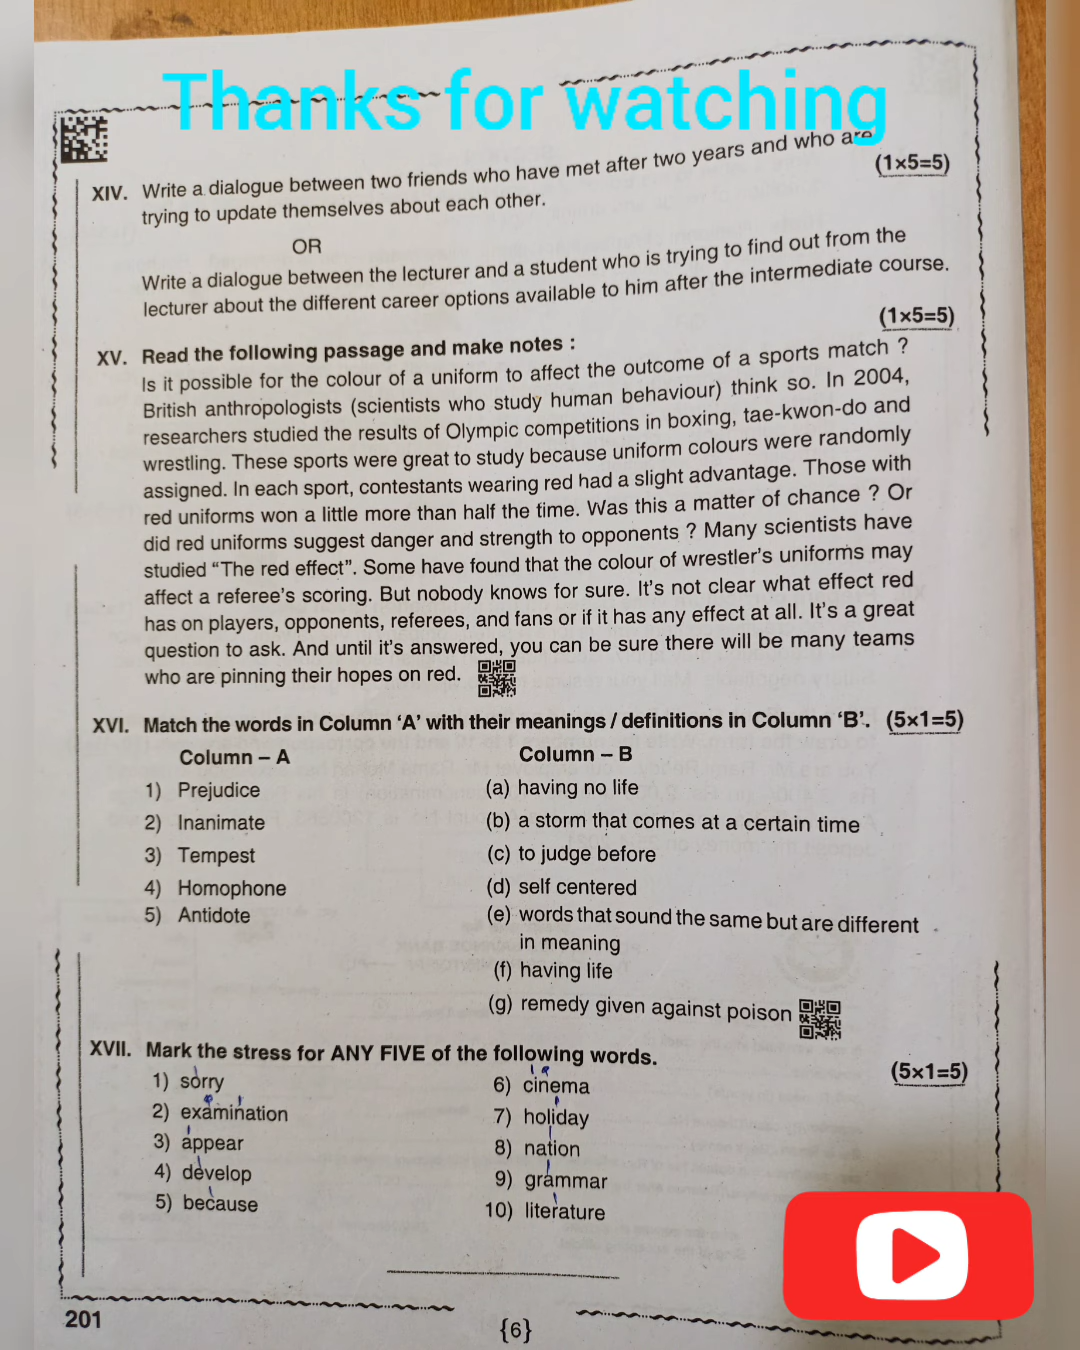 Thanks for watching
XIV. Write a dialogue between two friends who have met after two years and who are
trying to update themselves about each other.
(1×5=5)
OR
Write a dialogue between the lecturer and a student who is trying to find out from the
lecturer about the different career options available to him after the intermediate course.
(1×5=5)
XV. Read the following passage and make notes :
Is it possible for the colour of a uniform to affect the outcome of a sports match ?
British anthropologists (scientists who study human behaviour) think so. In 2004,
researchers studied the results of Olympic competitions in boxing, tae-kwon-do and
wrestling. These sports were great to study because uniform colours were randomly
assigned. In each sport, contestants wearing red had a slight advantage. Those with
red uniforms won a little more than half the time. Was this a matter of chance ? Or
did red uniforms suggest danger and strength to opponents ? Many scientists have
studied “The red effect”. Some have found that the colour of wrestler's uniforms may
affect a referee's scoring. But nobody knows for sure. It's not clear what effect red
has on players, opponents, referees, and fans or if it has any effect at all. It's a great
question to ask. And until it's answered, you can be sure there will be many teams
who are pinning their hopes on red.
XVI. Match the words in Column ‘A’ with their meanings / definitions in Column ‘B’. (5×1=5)
Column – A Column – B
1) Prejudice (a) having no life
2) Inanimate (b) a storm that comes at a certain time
3) Tempest (c) to judge before
4) Homophone (d) self centered
5) Antidote (e) words that sound the same but are different
in meaning
(f) having life
(g) remedy given against poison
XVII. Mark the stress for ANY FIVE of the following words.
(5×1=5)
1) sorry 6) cinema
2) examination 7) holiday
3) appear 8) nation
4) develop 9) grammar
5) because 10) literature
201
{6}